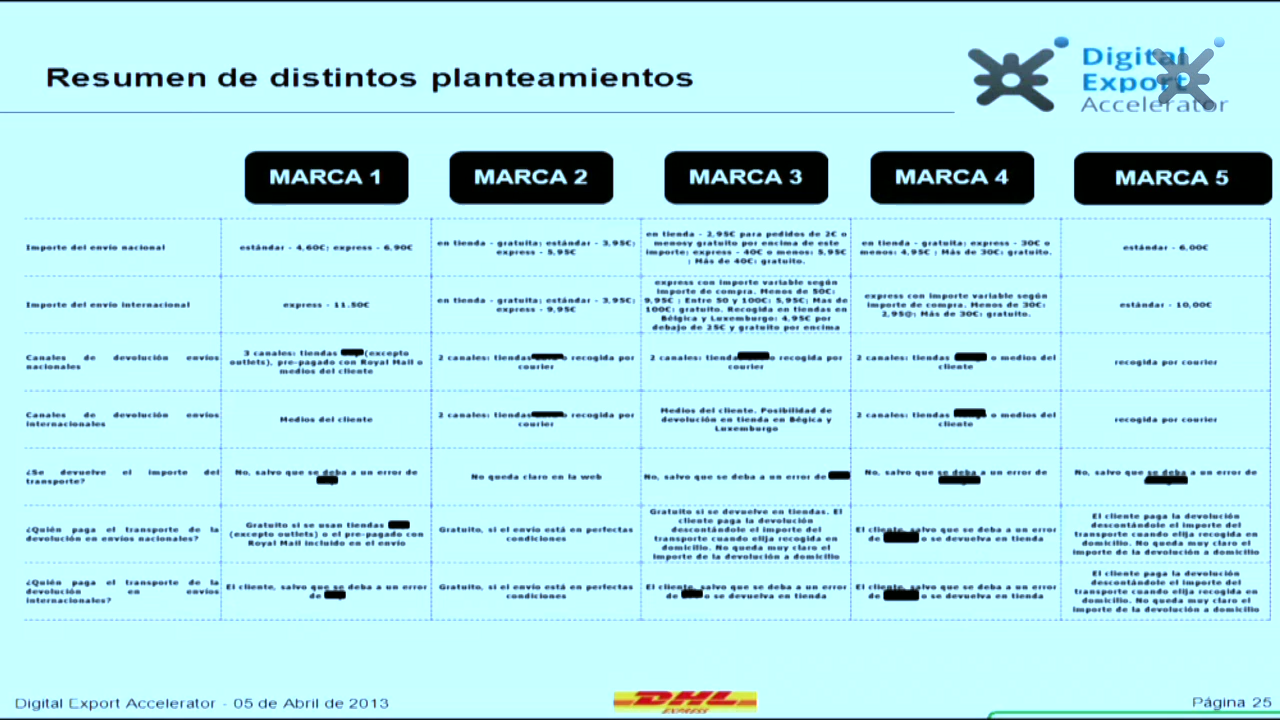 Resumen de distintos planteamientos
Digital
Export
Accelerator
MARCA 1
MARCA 2
MARCA 3
MARCA 4
MARCA 5
Importe del envío nacional
estándar - 4,60€; express - 6,90€
en tienda - gratuita; estándar - 3,95€;
express - 5,95€
en tienda - 2,95€ para pedidos de 2€ o
menosy gratuito por encima de este
importe; express - 40€ o menos: 5,95€
; Más de 40€: gratuito.
en tienda - gratuito; express - 30€ o
menos: 4,95€ ; Más de 30€: gratuito.
estándar - 6,00€
Importe del envío internacional
express - 11.50€
en tienda - gratuita; estándar - 3,95€;
express - 9,95€
express con importe variable según
importe de compra. Menos de 50€:
9,95€ ; Entre 50 y 100€: 5,95€; Mas de
100€: gratuito. Recogida en tiendas en
Bélgica y Luxemburgo: 4,95€ por
debajo de 25€ y gratuito por encima
express con importe variable según
importe de compra. Menos de 30€:
2,95@; Más de 30€: gratuito.
estándar - 10,00€
Canales de devolución envíos
nacionales
3 canales: tiendas (excepto
outlets), pre-pagado con Royal Mail o
medios del cliente
2 canales: tiendas o recogida por
courier
2 canales: tienda o recogida por
courier
2 canales: tiendas o medios del
cliente
recogida por courier
Canales de devolución envíos
internacionales
Medios del cliente
2 canales: tiendas o recogida por
courier
Medios del cliente. Posibilidad de
devolución en tienda en Bégica y
Luxemburgo
2 canales: tiendas o medios del
cliente
recogida por courier
¿Se devuelve el importe del
transporte?
No, salvo que se deba a un error de
No queda claro en la web
No, salvo que se deba a un error de
No, salvo que se deba a un error de
No, salvo que se deba a un error de
¿Quién paga el transporte de la
devolución en envíos nacionales?
Gratuito si se usan tiendas
(excepto outlets) o el pre-pagado con
Royal Mail incluido en el envío
Gratuito, si el envío está en perfectas
condiciones
Gratuito si se devuelve en tiendas. El
cliente paga la devolución
descontándole el importe del
transporte cuando elija recogida en
domicilio. No queda muy claro el
importe de la devolución a domicilio
El cliente, salvo que se deba a un error
de o se devuelva en tienda
El cliente paga la devolución
descontándole el importe del
transporte cuando elija recogida en
domicilio. No queda muy claro el
importe de la devolución a domicilio
¿Quién paga el transporte de la
devolución en envíos
internacionales?
El cliente, salvo que se deba a un error
de
Gratuito, si el envío está en perfectas
condiciones
El cliente, salvo que se deba a un error
de o se devuelva en tienda
El cliente, salvo que se deba a un error
de o se devuelva en tienda
El cliente paga la devolución
descontándole el importe del
transporte cuando elija recogida en
domicilio. No queda muy claro el
importe de la devolución a domicilio
Digital Export Accelerator - 05 de Abril de 2013
DHL
EXPRESS
Página 25